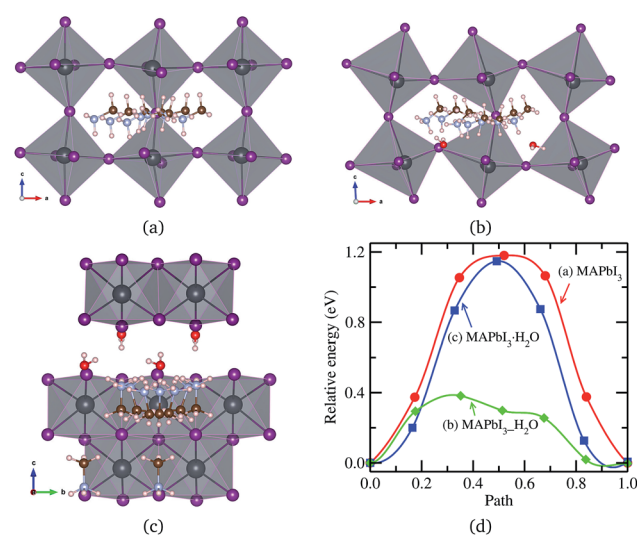 c
a
(a)
c
a
(b)
c
b
(c)
1.2
0.8
0.4
0.0
Relative energy (eV)
(a) MAPbI₃
(c) MAPbI₃·H₂O
(b) MAPbI₃–H₂O
0.0 0.2 0.4 0.6 0.8 1.0
Path
(d)